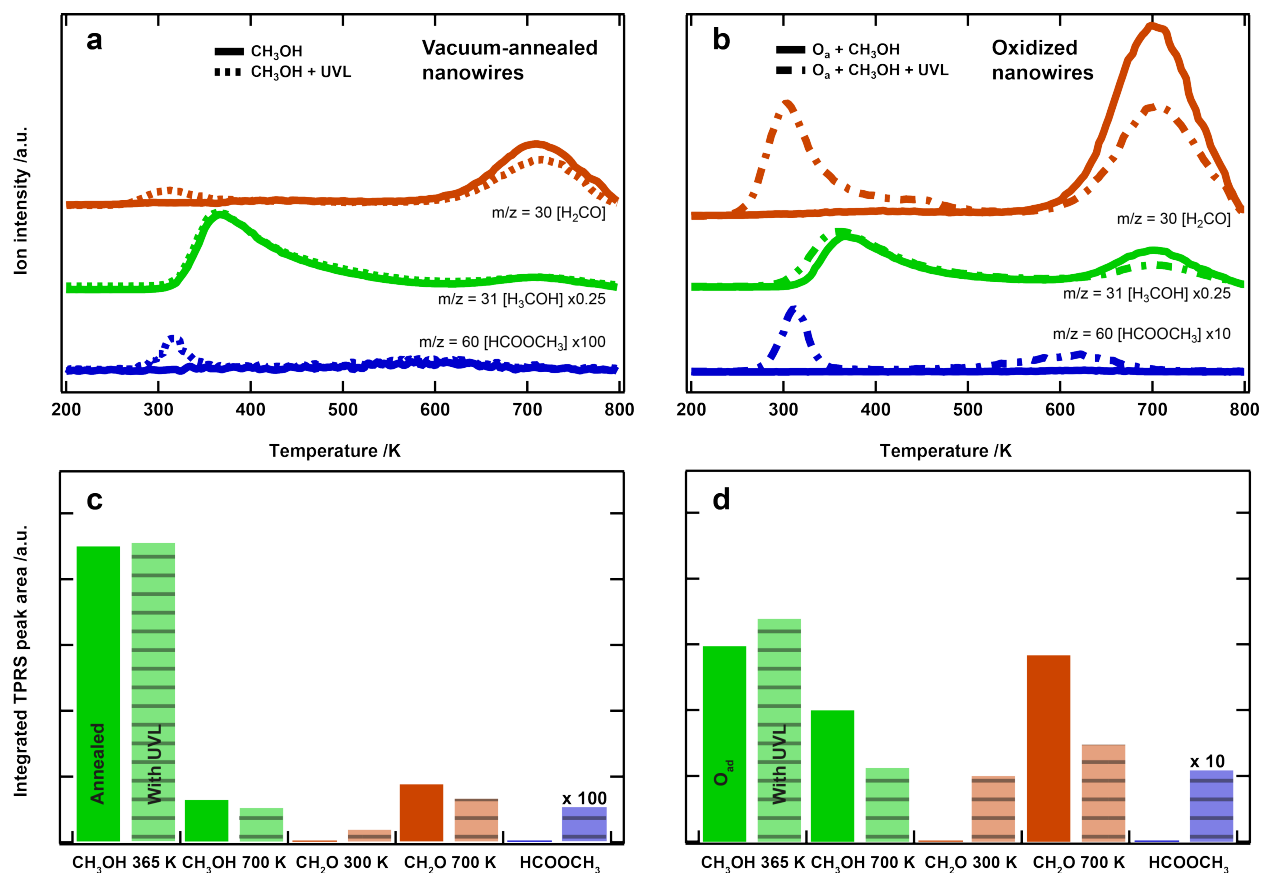 a
CH₃OH
CH₃OH + UVL
Vacuum-annealed
nanowires
m/z = 30 [H₂CO]
m/z = 31 [H₃COH] x0.25
m/z = 60 [HCOOCH₃] x100
200 300 400 500 600 700 800
Temperature /K
Ion intensity /a.u.
b
Oₐ + CH₃OH
Oₐ + CH₃OH + UVL
Oxidized
nanowires
m/z = 30 [H₂CO]
m/z = 31 [H₃COH] x0.25
m/z = 60 [HCOOCH₃] x10
200 300 400 500 600 700 800
Temperature /K
c
Annealed
With UVL
x 100
CH₃OH 365 K CH₃OH 700 K CH₂O 300 K CH₂O 700 K HCOOCH₃
Integrated TPRS peak area /a.u.
d
O_ad
With UVL
x 10
CH₃OH 365 K CH₃OH 700 K CH₂O 300 K CH₂O 700 K HCOOCH₃